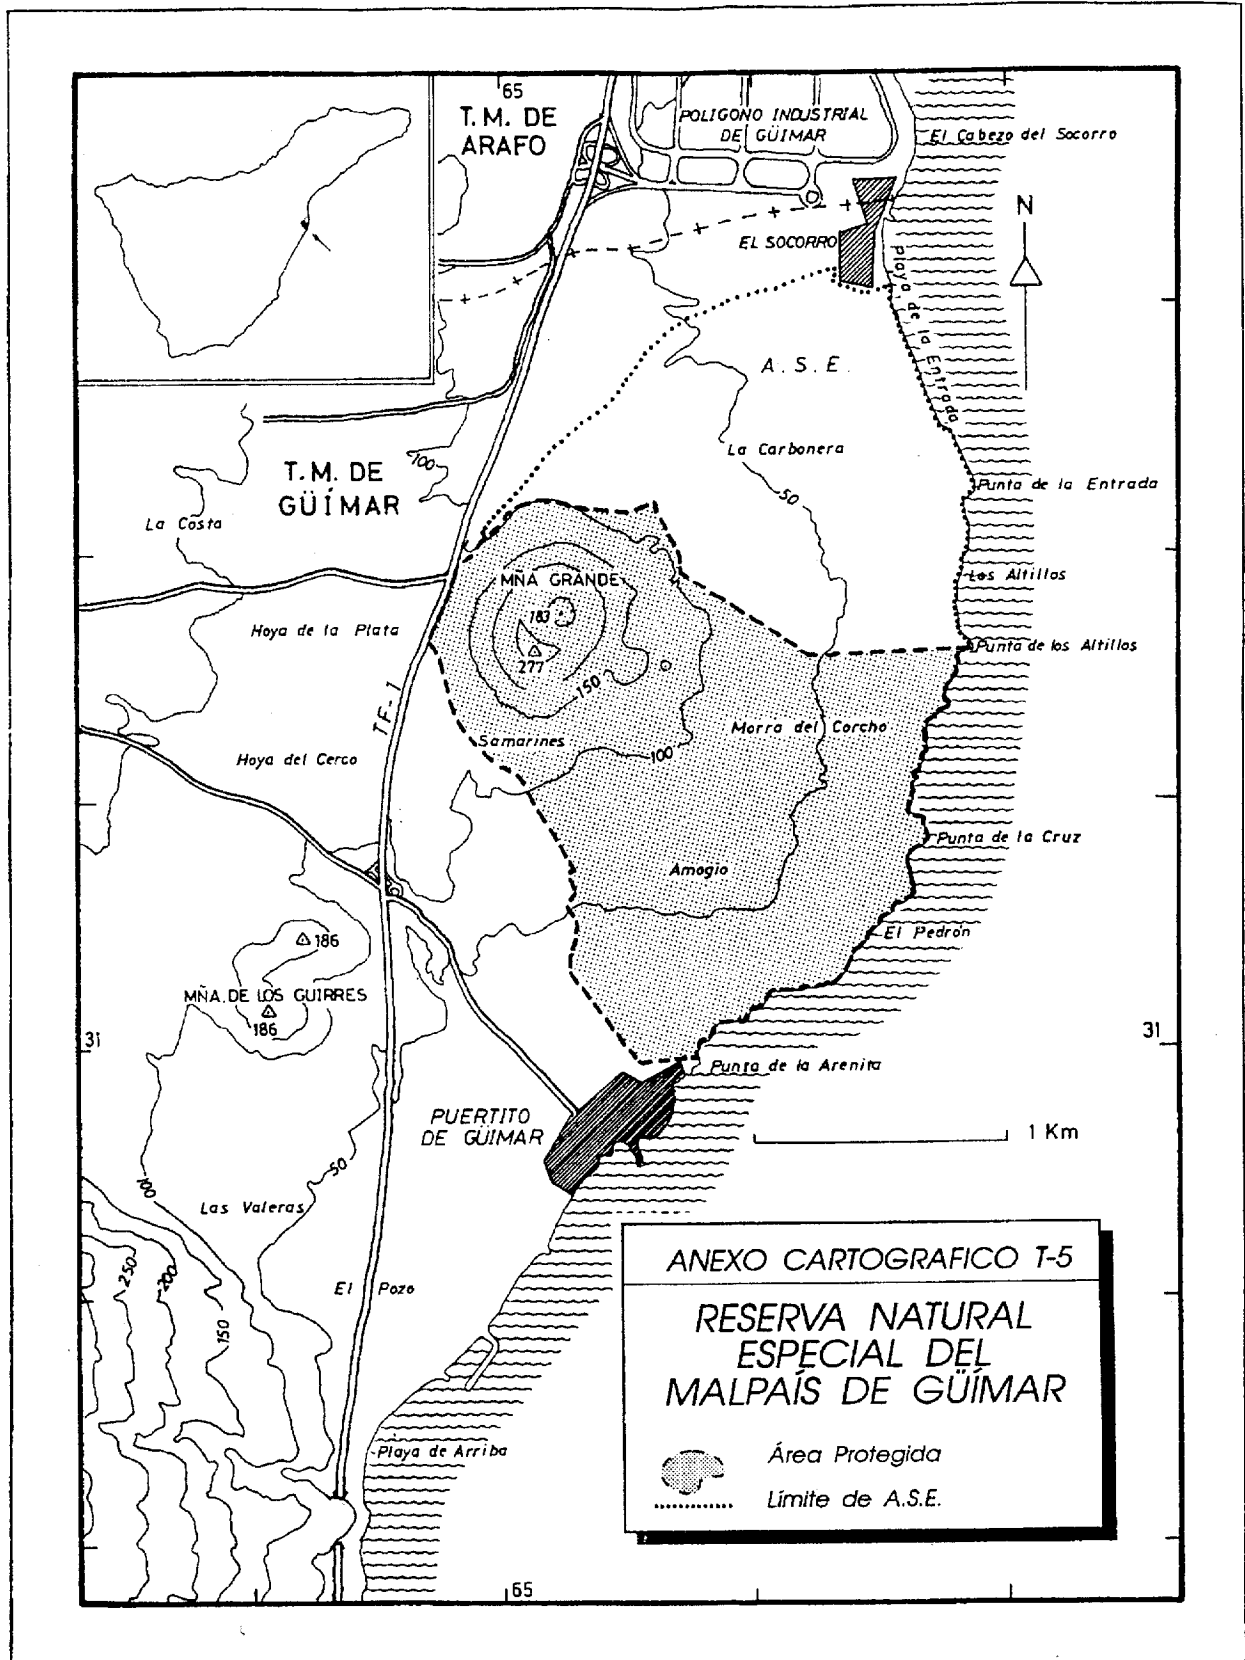 65
T.M. DE
ARAFO
POLIGONO INDUSTRIAL
DE GÜIMAR
El Cabezo del Socorro
N
EL SOCORRO
Playa de la Entrada
A.S.E.
La Carbonera
100
T.M. DE
GÜÍMAR
La Costa
50
Punta de la Entrada
MÑA GRANDE
Los Altillos
183
Hoya de la Plata
Punta de los Altillos
277
150
TF-1
Morra del Corcho
Samarines
100
Hoya del Cerco
Punta de la Cruz
Amogio
El Pedrón
186
MÑA. DE LOS GUIRRES
186
31
31
Punta de la Arenita
PUERTITO
DE GÜIMAR
1 Km
50
100
Las Valeras
250
200
150
El Pozo
Playa de Arriba
65
ANEXO CARTOGRAFICO T-5
RESERVA NATURAL
ESPECIAL DEL
MALPAÍS DE GÜÍMAR
Área Protegida
Límite de A.S.E.